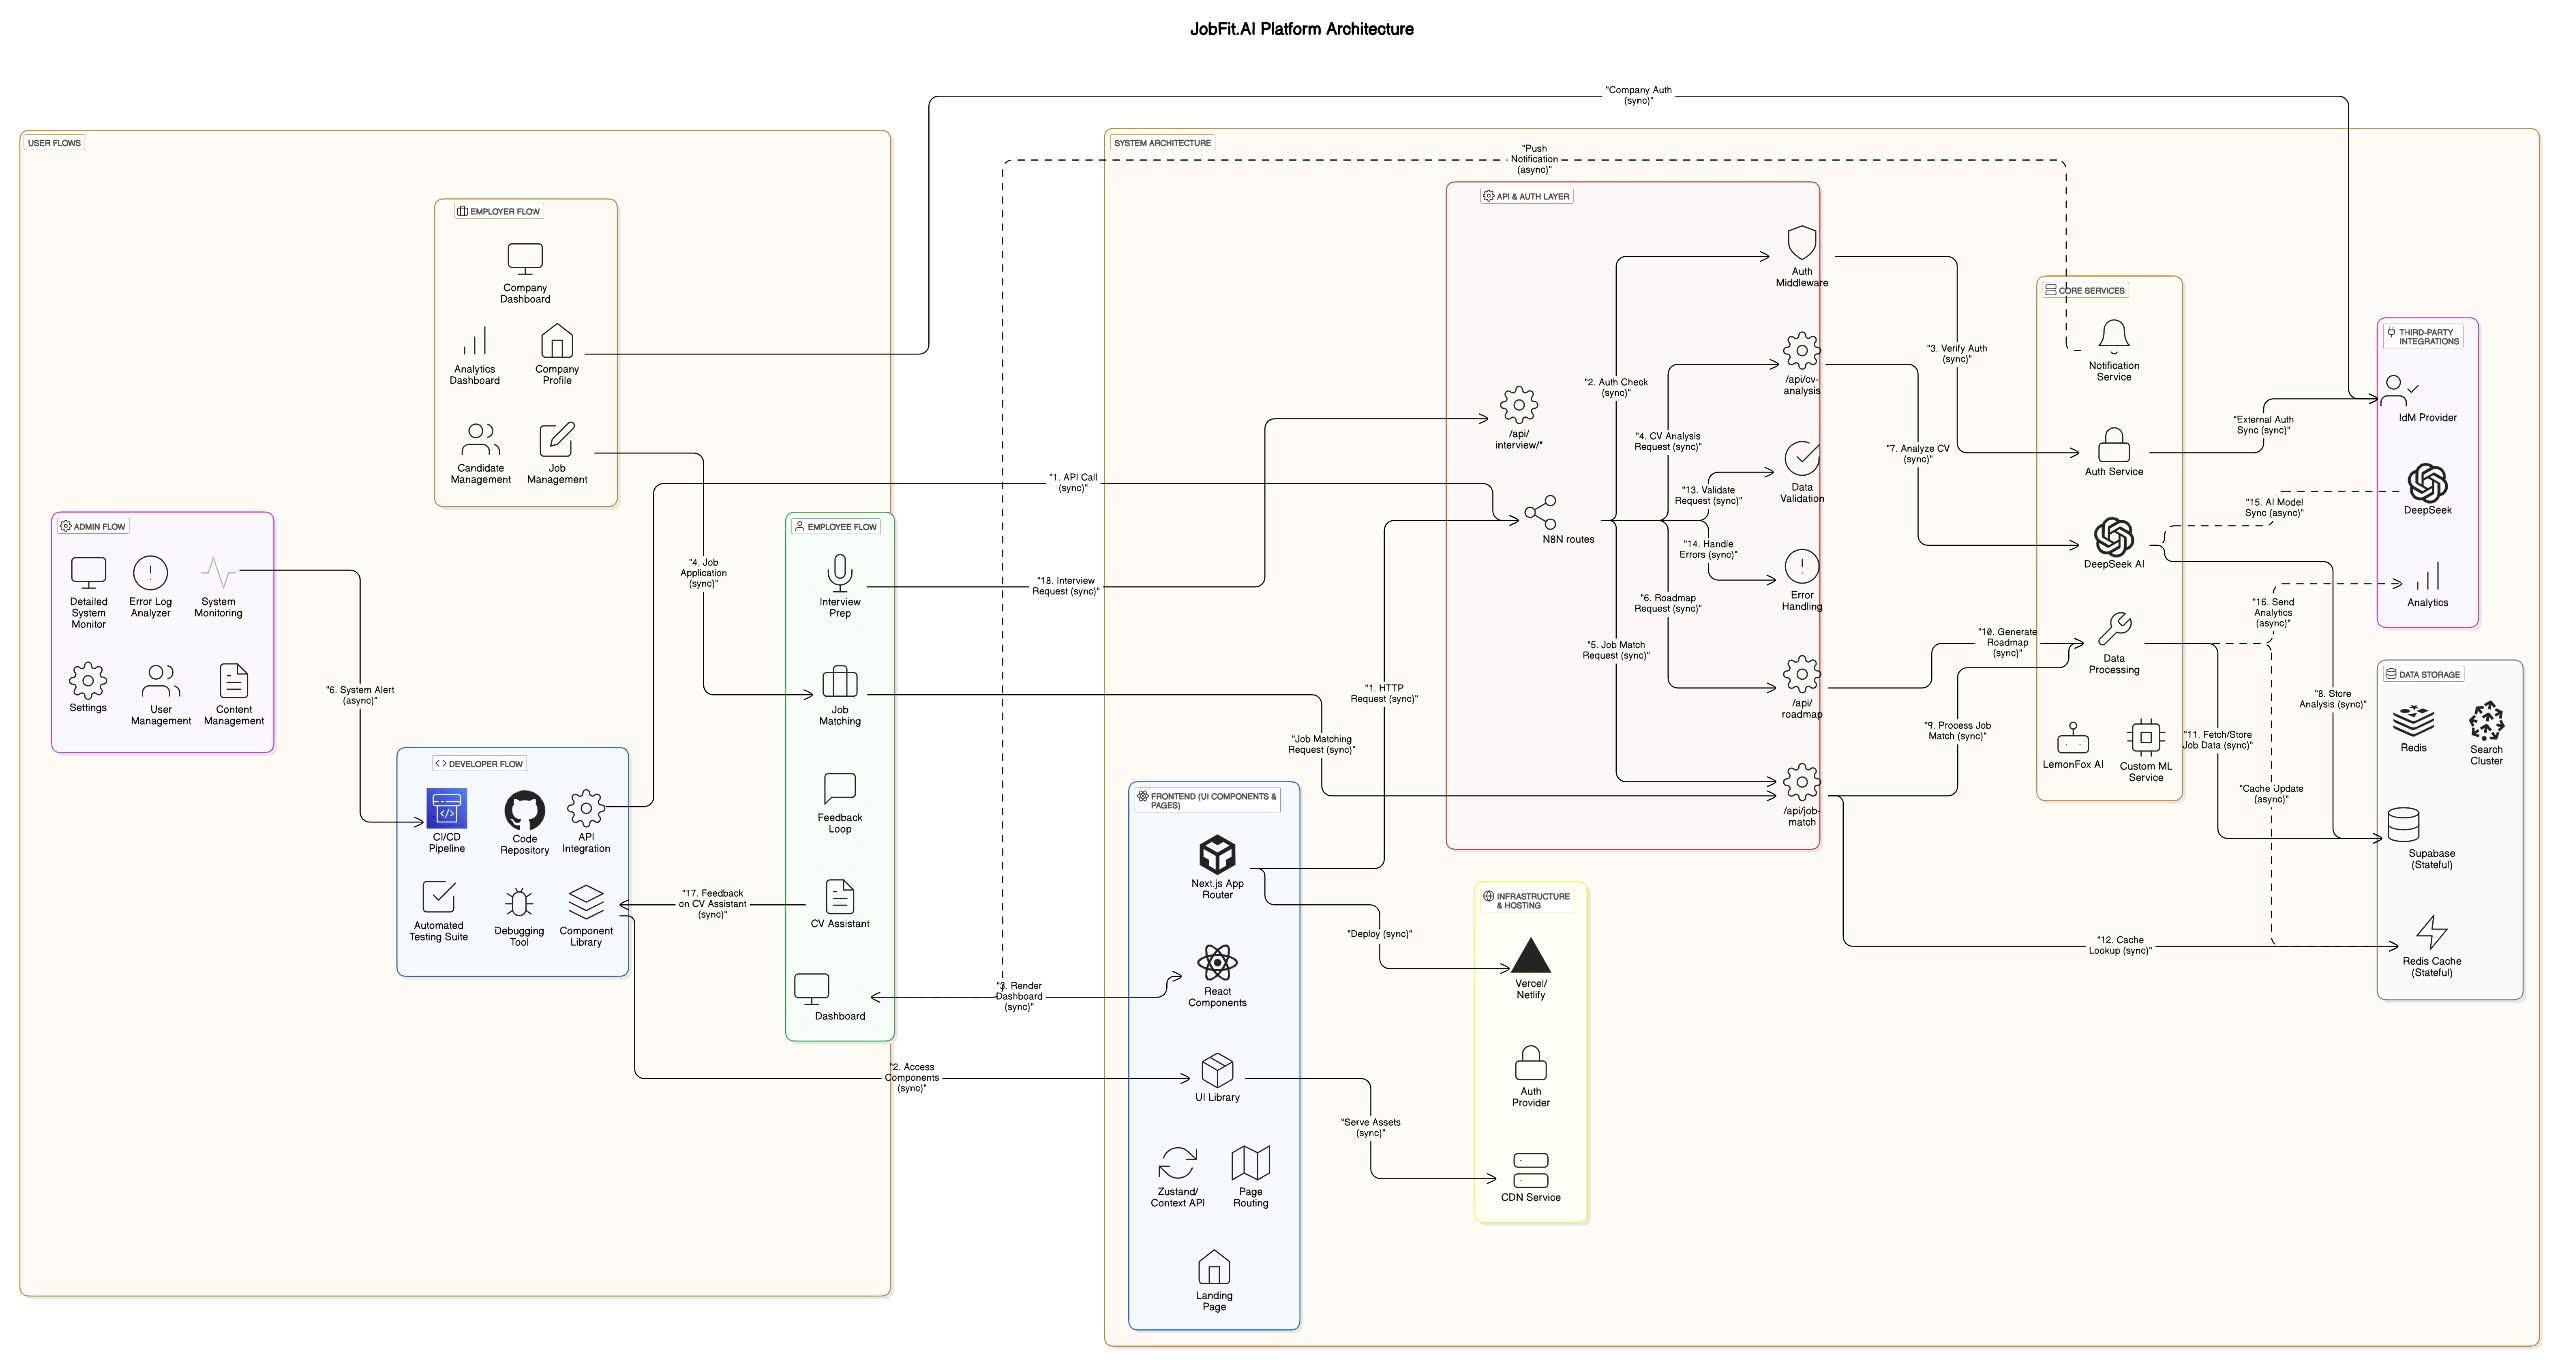 JobFit.AI Platform Architecture
"Company Auth
(sync)"
USER FLOWS
EMPLOYER FLOW
Company
Dashboard
Analytics
Dashboard
Company
Profile
Candidate
Management
Job
Management
ADMIN FLOW
Detailed
System
Monitor
Error Log
Analyzer
System
Monitoring
Settings
User
Management
Content
Management
"6. System Alert
(async)"
DEVELOPER FLOW
CI/CD
Pipeline
Code
Repository
API
Integration
Automated
Testing Suite
Debugging
Tool
Component
Library
"4. Job
Application
(sync)"
"17. Feedback
on CV Assistant
(sync)"
EMPLOYEE FLOW
Interview
Prep
Job
Matching
Feedback
Loop
CV Assistant
Dashboard
"1. API Call
(sync)"
"18. Interview
Request (sync)"
"3. Render
Dashboard
(sync)"
"2. Access
Components
(sync)"
SYSTEM ARCHITECTURE
"Push
Notification
(async)"
"Job Matching
Request (sync)"
"1. HTTP
Request (sync)"
FRONTEND (UI COMPONENTS &
PAGES)
Next.js App
Router
React
Components
UI Library
Zustand/
Context API
Page
Routing
Landing
Page
"Deploy (sync)"
"Serve Assets
(sync)"
INFRASTRUCTURE
& HOSTING
Vercel/
Netlify
Auth
Provider
CDN Service
API & AUTH LAYER
/api/
interview/*
N8N routes
"2. Auth Check
(sync)"
"4. CV Analysis
Request (sync)"
"13. Validate
Request (sync)"
"14. Handle
Errors (sync)"
"6. Roadmap
Request (sync)"
"5. Job Match
Request (sync)"
Auth
Middleware
/api/cv-
analysis
Data
Validation
Error
Handling
/api/
roadmap
/api/job-
match
"3. Verify Auth
(sync)"
"7. Analyze CV
(sync)"
"10. Generate
Roadmap
(sync)"
"9. Process Job
Match (sync)"
"12. Cache
Lookup (sync)"
CORE SERVICES
Notification
Service
Auth Service
DeepSeek AI
Data
Processing
LemonFox AI
Custom ML
Service
"External Auth
Sync (sync)"
"15. AI Model
Sync (async)"
"16. Send
Analytics
(async)"
"8. Store
Analysis (sync)"
"11. Fetch/Store
Job Data (sync)"
"Cache Update
(async)"
THIRD-PARTY
INTEGRATIONS
IdM Provider
DeepSeek
Analytics
DATA STORAGE
Redis
Search
Cluster
Supabase
(Stateful)
Redis Cache
(Stateful)